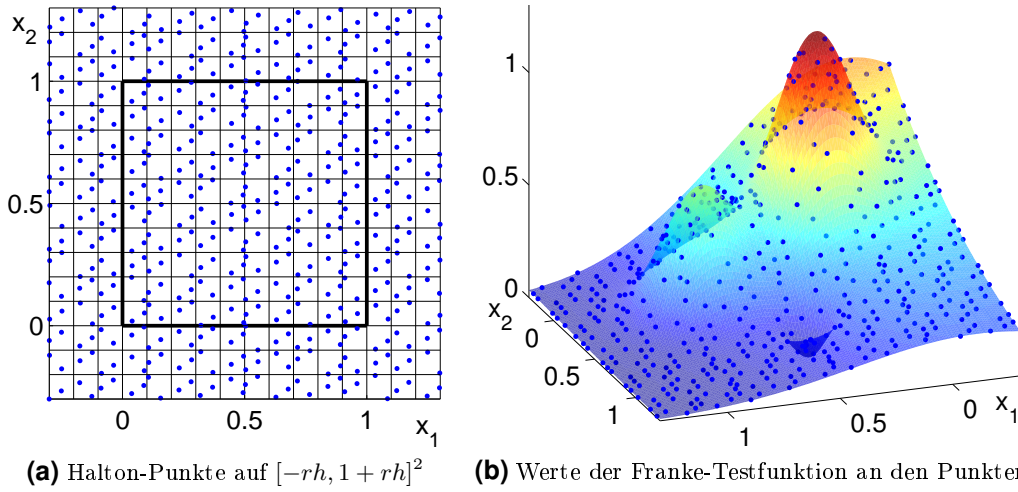 x2
1
0.5
0
0 0.5 1
x1
(a) Halton-Punkte auf [−rh, 1 + rh]²
1
0.5
0
x2
0
0.5
1
1
0.5
0
x1
(b) Werte der Franke-Testfunktion an den Punkten